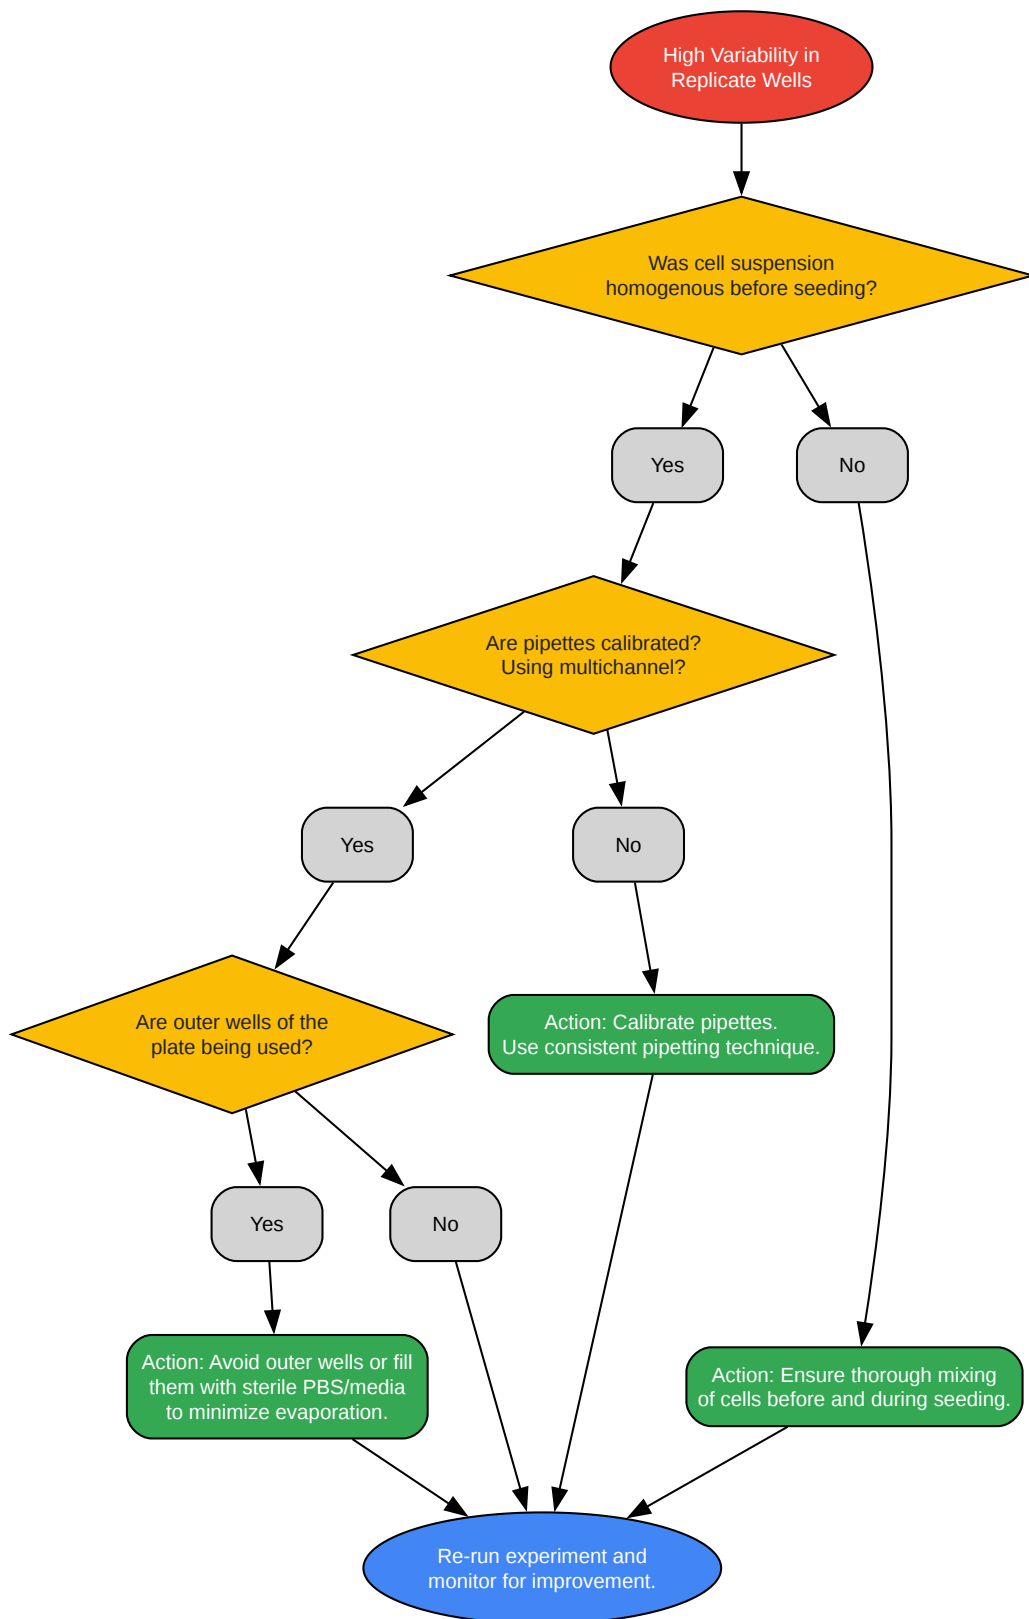 High Variability in
Replicate Wells
Was cell suspension
homogenous before seeding?
Yes
No
Are pipettes calibrated?
Using multichannel?
Yes
No
Are outer wells of the
plate being used?
Action: Calibrate pipettes.
Use consistent pipetting technique.
Yes
No
Action: Avoid outer wells or fill
them with sterile PBS/media
to minimize evaporation.
Action: Ensure thorough mixing
of cells before and during seeding.
Re-run experiment and
monitor for improvement.